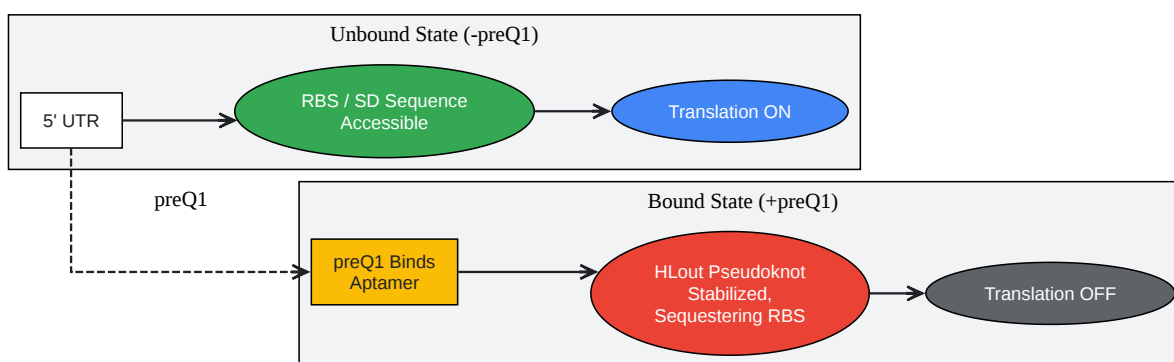 Unbound State (-preQ1)
5' UTR
RBS / SD Sequence
Accessible
Translation ON
preQ1
Bound State (+preQ1)
preQ1 Binds
Aptamer
HLout Pseudoknot
Stabilized,
Sequestering RBS
Translation OFF